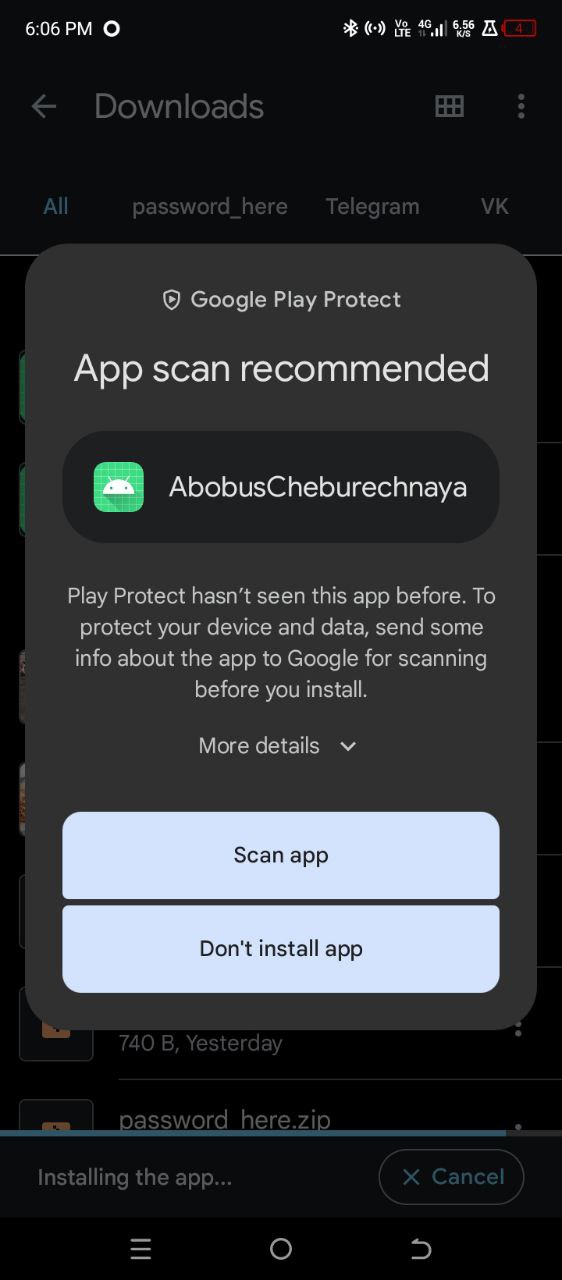 6:06 PM
Vo LTE 4G 6.56 K/S 4
Downloads
All password_here Telegram VK
Google Play Protect
App scan recommended
AbobusCheburechnaya
Play Protect hasn’t seen this app before. To
protect your device and data, send some
info about the app to Google for scanning
before you install.
More details
Scan app
Don't install app
740 B, Yesterday
password_here.zip
Installing the app...
Cancel